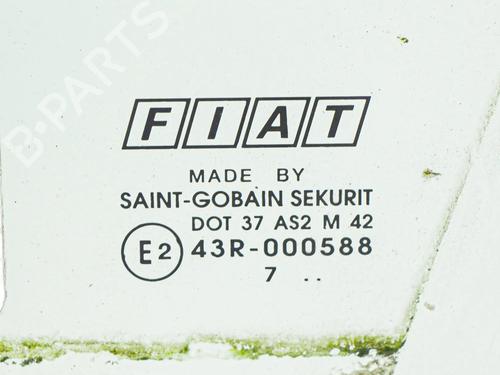 B-PARTS
FIAT
MADE BY
SAINT-GOBAIN SEKURIT
DOT 37 AS2 M 42
E2 43R-000588
7 ..